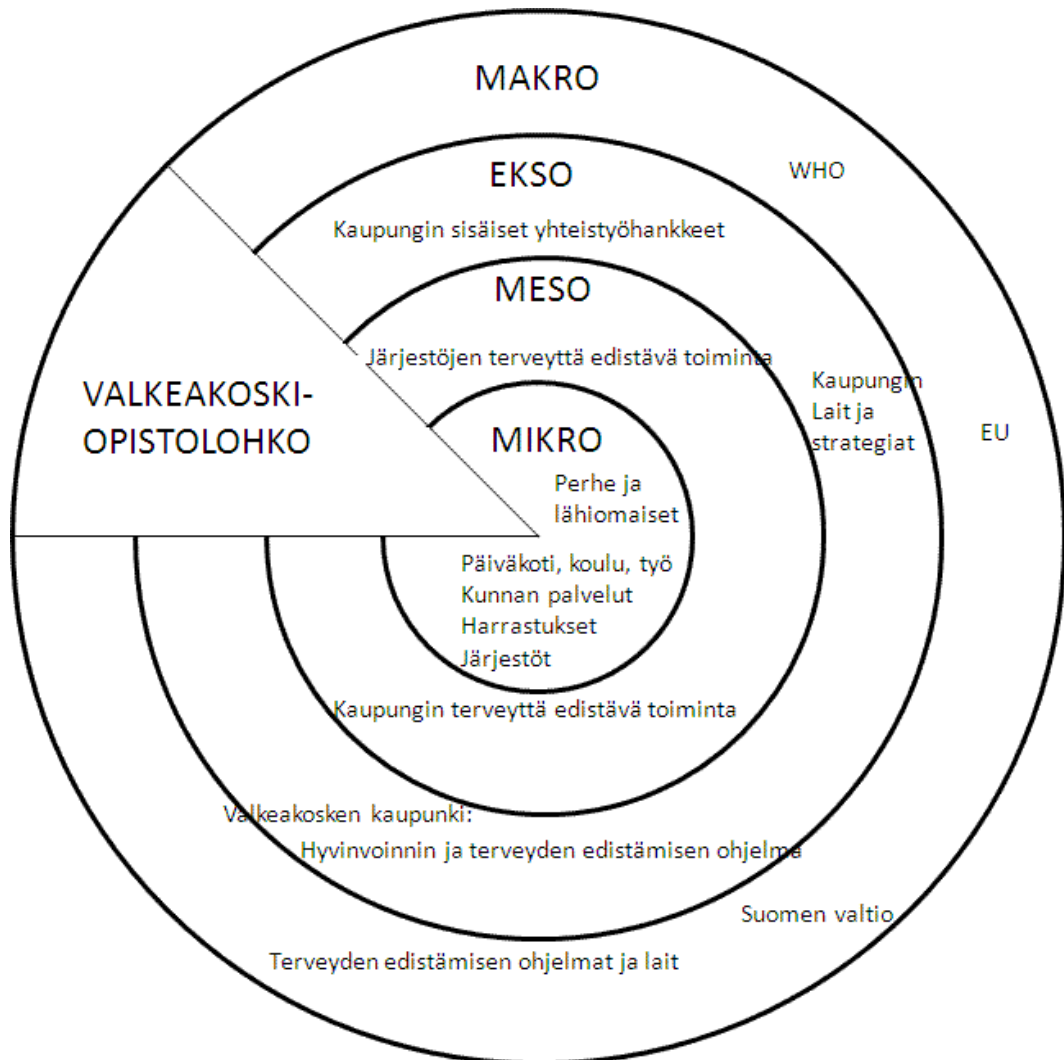 MAKRO
WHO
EKSO
Kaupungin sisäiset yhteistyöhankkeet
MESO
Järjestöjen terveyttä edistävä toiminta
Kaupungin
Lait ja
strategiat
EU
VALKEAKOSKI-
OPISTOLOHKO
MIKRO
Perhe ja
lähiomaiset
Päiväkoti, koulu, työ
Kunnan palvelut
Harrastukset
Järjestöt
Kaupungin terveyttä edistävä toiminta
Valkeakosken kaupunki:
Hyvinvoinnin ja terveyden edistämisen ohjelma
Suomen valtio
Terveyden edistämisen ohjelmat ja lait